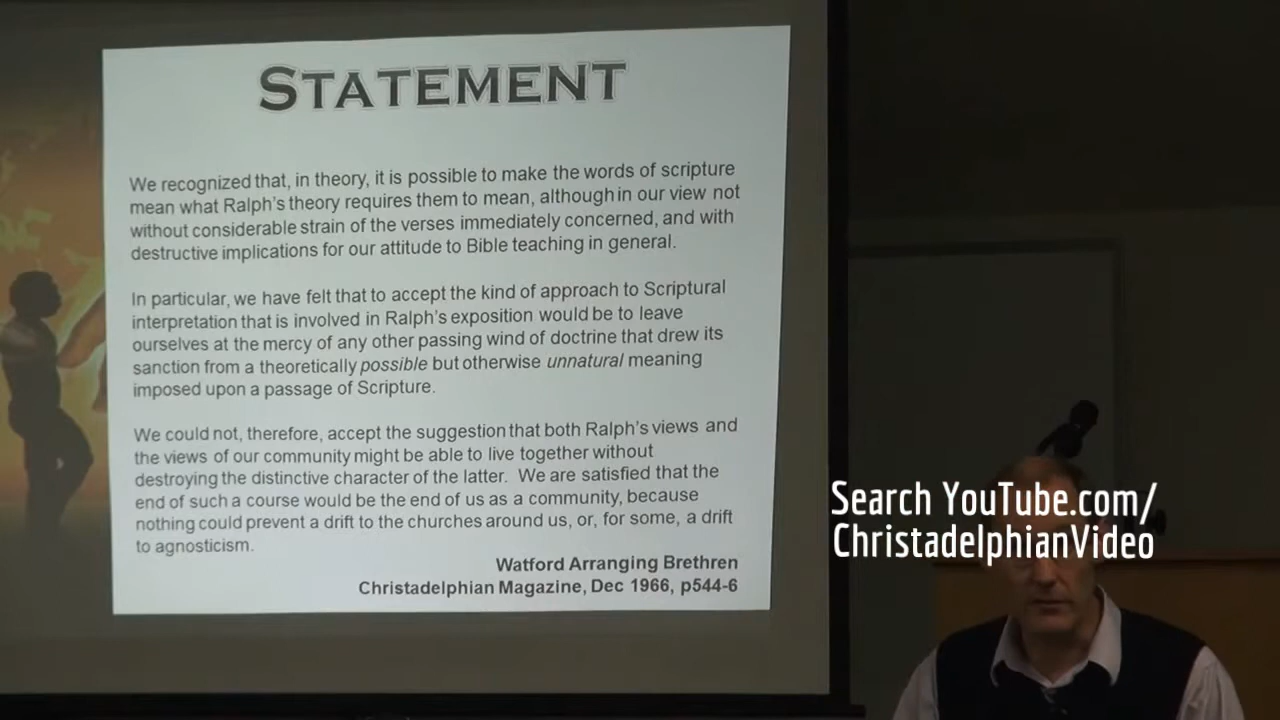 STATEMENT
We recognized that, in theory, it is possible to make the words of scripture
mean what Ralph's theory requires them to mean, although in our view not
without considerable strain of the verses immediately concerned, and with
destructive implications for our attitude to Bible teaching in general.
In particular, we have felt that to accept the kind of approach to Scriptural
interpretation that is involved in Ralph's exposition would be to leave
ourselves at the mercy of any other passing wind of doctrine that drew its
sanction from a theoretically possible but otherwise unnatural meaning
imposed upon a passage of Scripture.
We could not, therefore, accept the suggestion that both Ralph's views and
the views of our community might be able to live together without
destroying the distinctive character of the latter. We are satisfied that the
end of such a course would be the end of us as a community, because
nothing could prevent a drift to the churches around us, or, for some, a drift
to agnosticism.
Watford Arranging Brethren
Christadelphian Magazine, Dec 1966, p544-6
Search YouTube.com/
ChristadelphianVideo